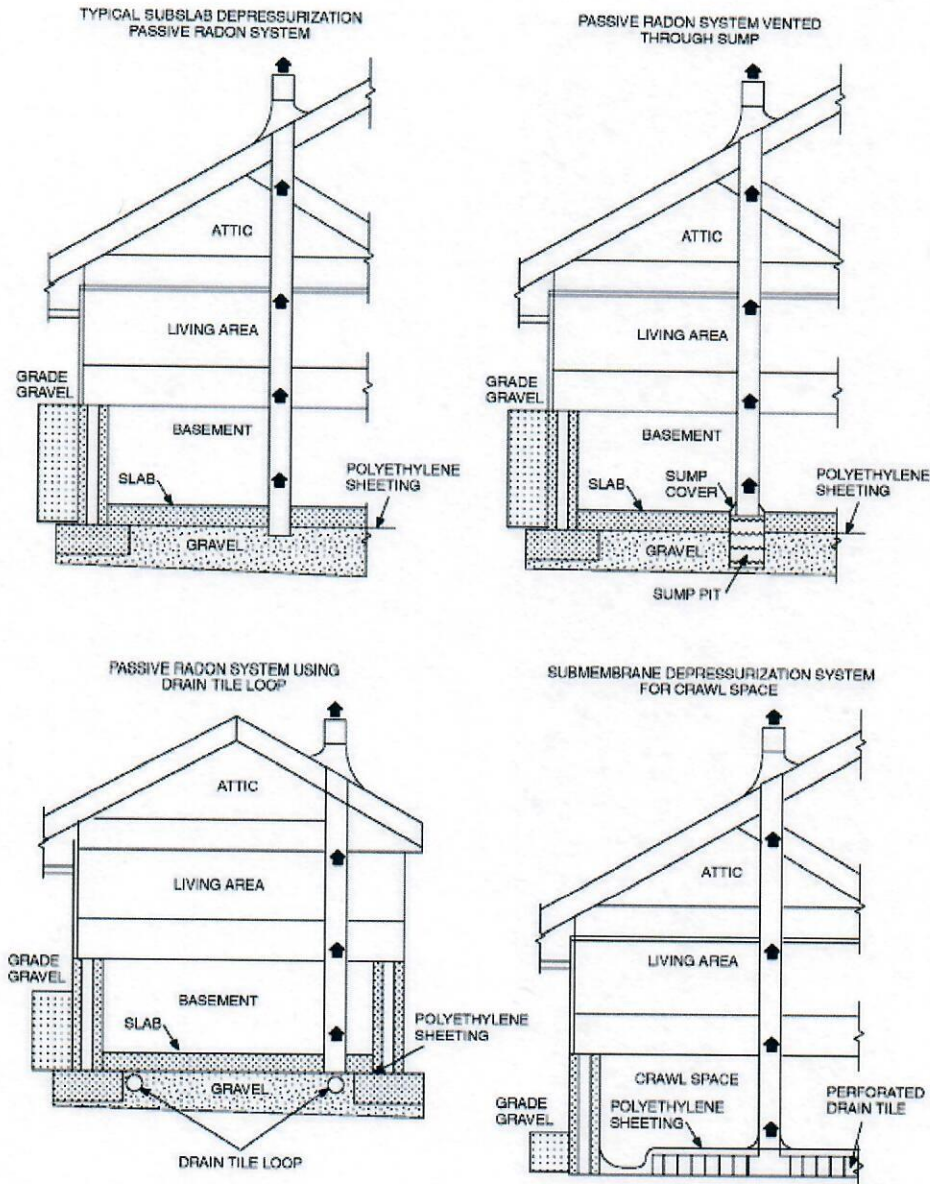 TYPICAL SUBSLAB DEPRESSURIZATION
PASSIVE RADON SYSTEM
ATTIC
LIVING AREA
GRADE
GRAVEL
BASEMENT
SLAB
POLYETHYLENE
SHEETING
GRAVEL
PASSIVE RADON SYSTEM VENTED
THROUGH SUMP
ATTIC
LIVING AREA
GRADE
GRAVEL
BASEMENT
SLAB
SUMP
COVER
POLYETHYLENE
SHEETING
GRAVEL
SUMP PIT
PASSIVE RADON SYSTEM USING
DRAIN TILE LOOP
ATTIC
LIVING AREA
GRADE
GRAVEL
BASEMENT
SLAB
POLYETHYLENE
SHEETING
GRAVEL
DRAIN TILE LOOP
SUBMEMBRANE DEPRESSURIZATION SYSTEM
FOR CRAWL SPACE
ATTIC
LIVING AREA
CRAWL SPACE
GRADE
GRAVEL
POLYETHYLENE
SHEETING
PERFORATED
DRAIN TILE